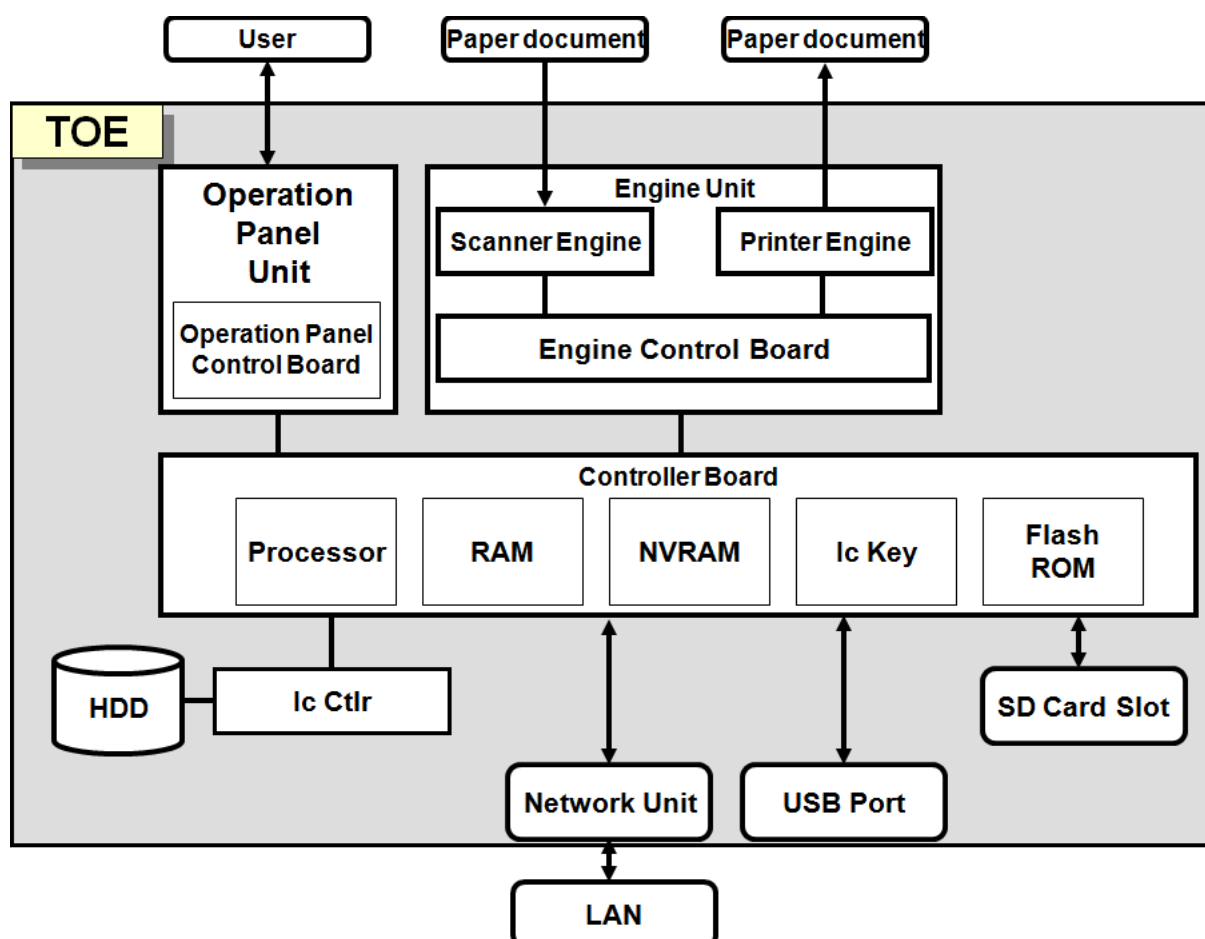 User
Paper document
Paper document
TOE
Operation
Panel
Unit
Operation Panel
Control Board
Engine Unit
Scanner Engine
Printer Engine
Engine Control Board
Controller Board
Processor
RAM
NVRAM
Ic Key
Flash
ROM
HDD
Ic Ctlr
SD Card Slot
Network Unit
USB Port
LAN